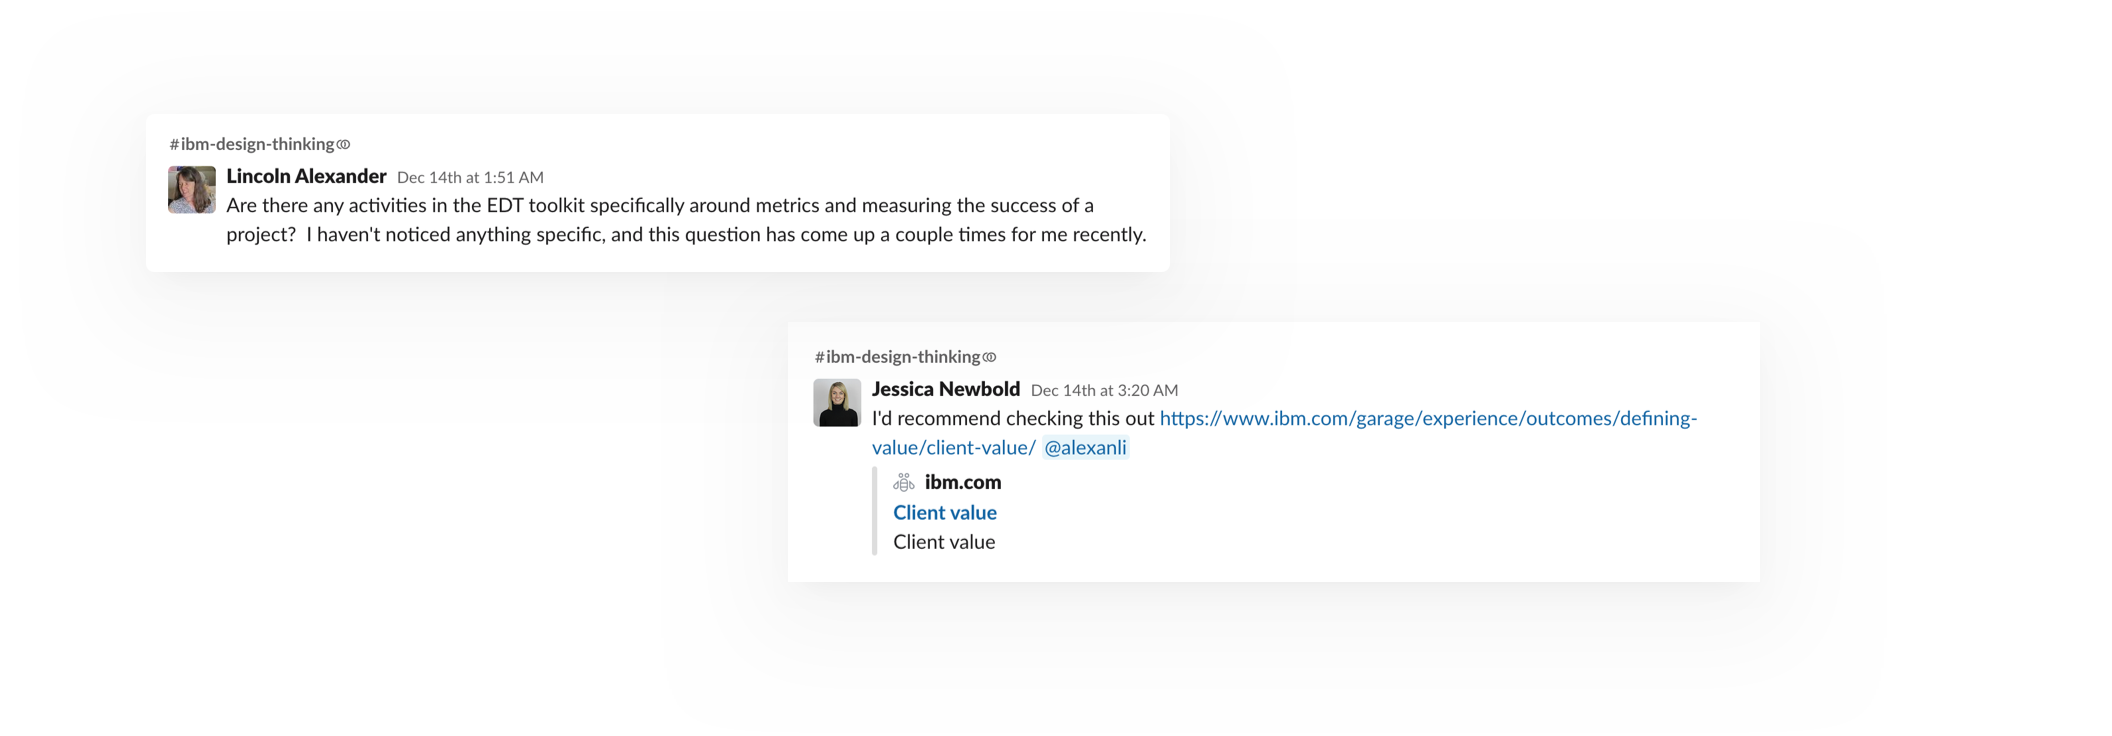 #ibm-design-thinking
Lincoln Alexander Dec 14th at 1:51 AM
Are there any activities in the EDT toolkit specifically around metrics and measuring the success of a
project?  I haven't noticed anything specific, and this question has come up a couple times for me recently.
#ibm-design-thinking
Jessica Newbold Dec 14th at 3:20 AM
I'd recommend checking this out https://www.ibm.com/garage/experience/outcomes/defining-
value/client-value/ @alexanli
ibm.com
Client value
Client value